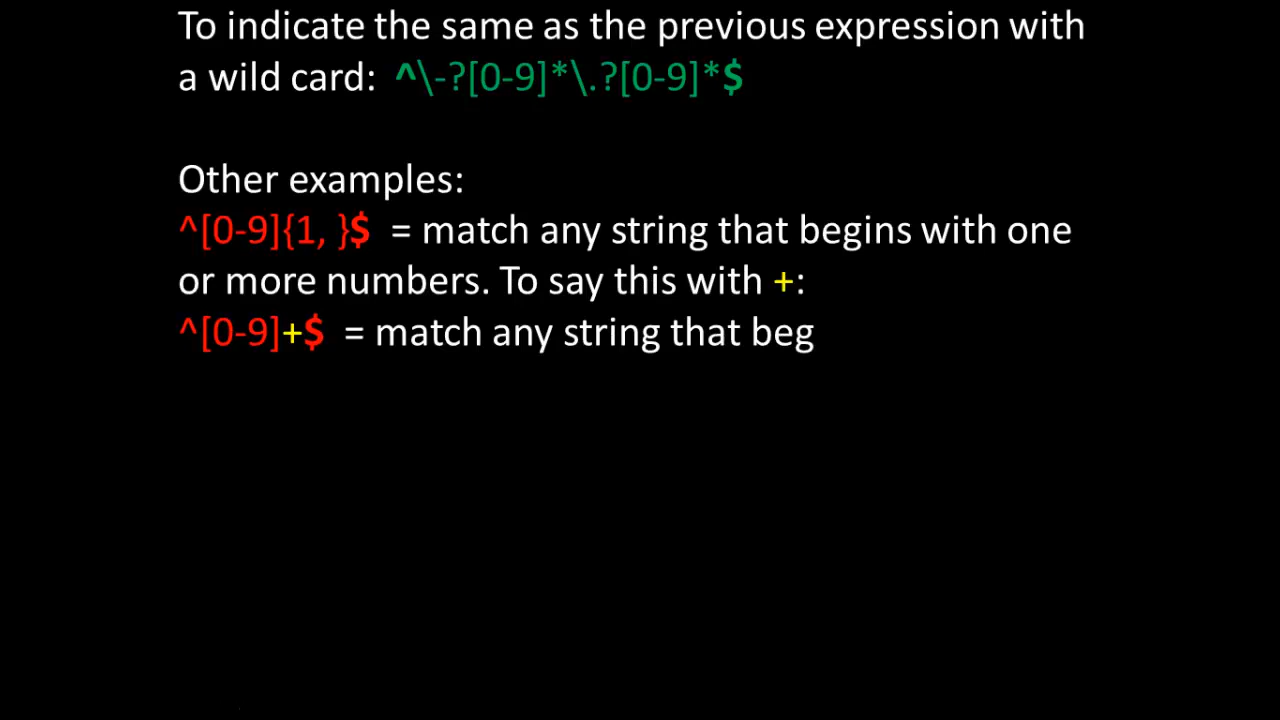 To indicate the same as the previous expression with
a wild card: ^\-?[0-9]*\.?[0-9]*$
Other examples:
^[0-9]{1, }$ = match any string that begins with one
or more numbers. To say this with +:
^[0-9]+$ = match any string that beg